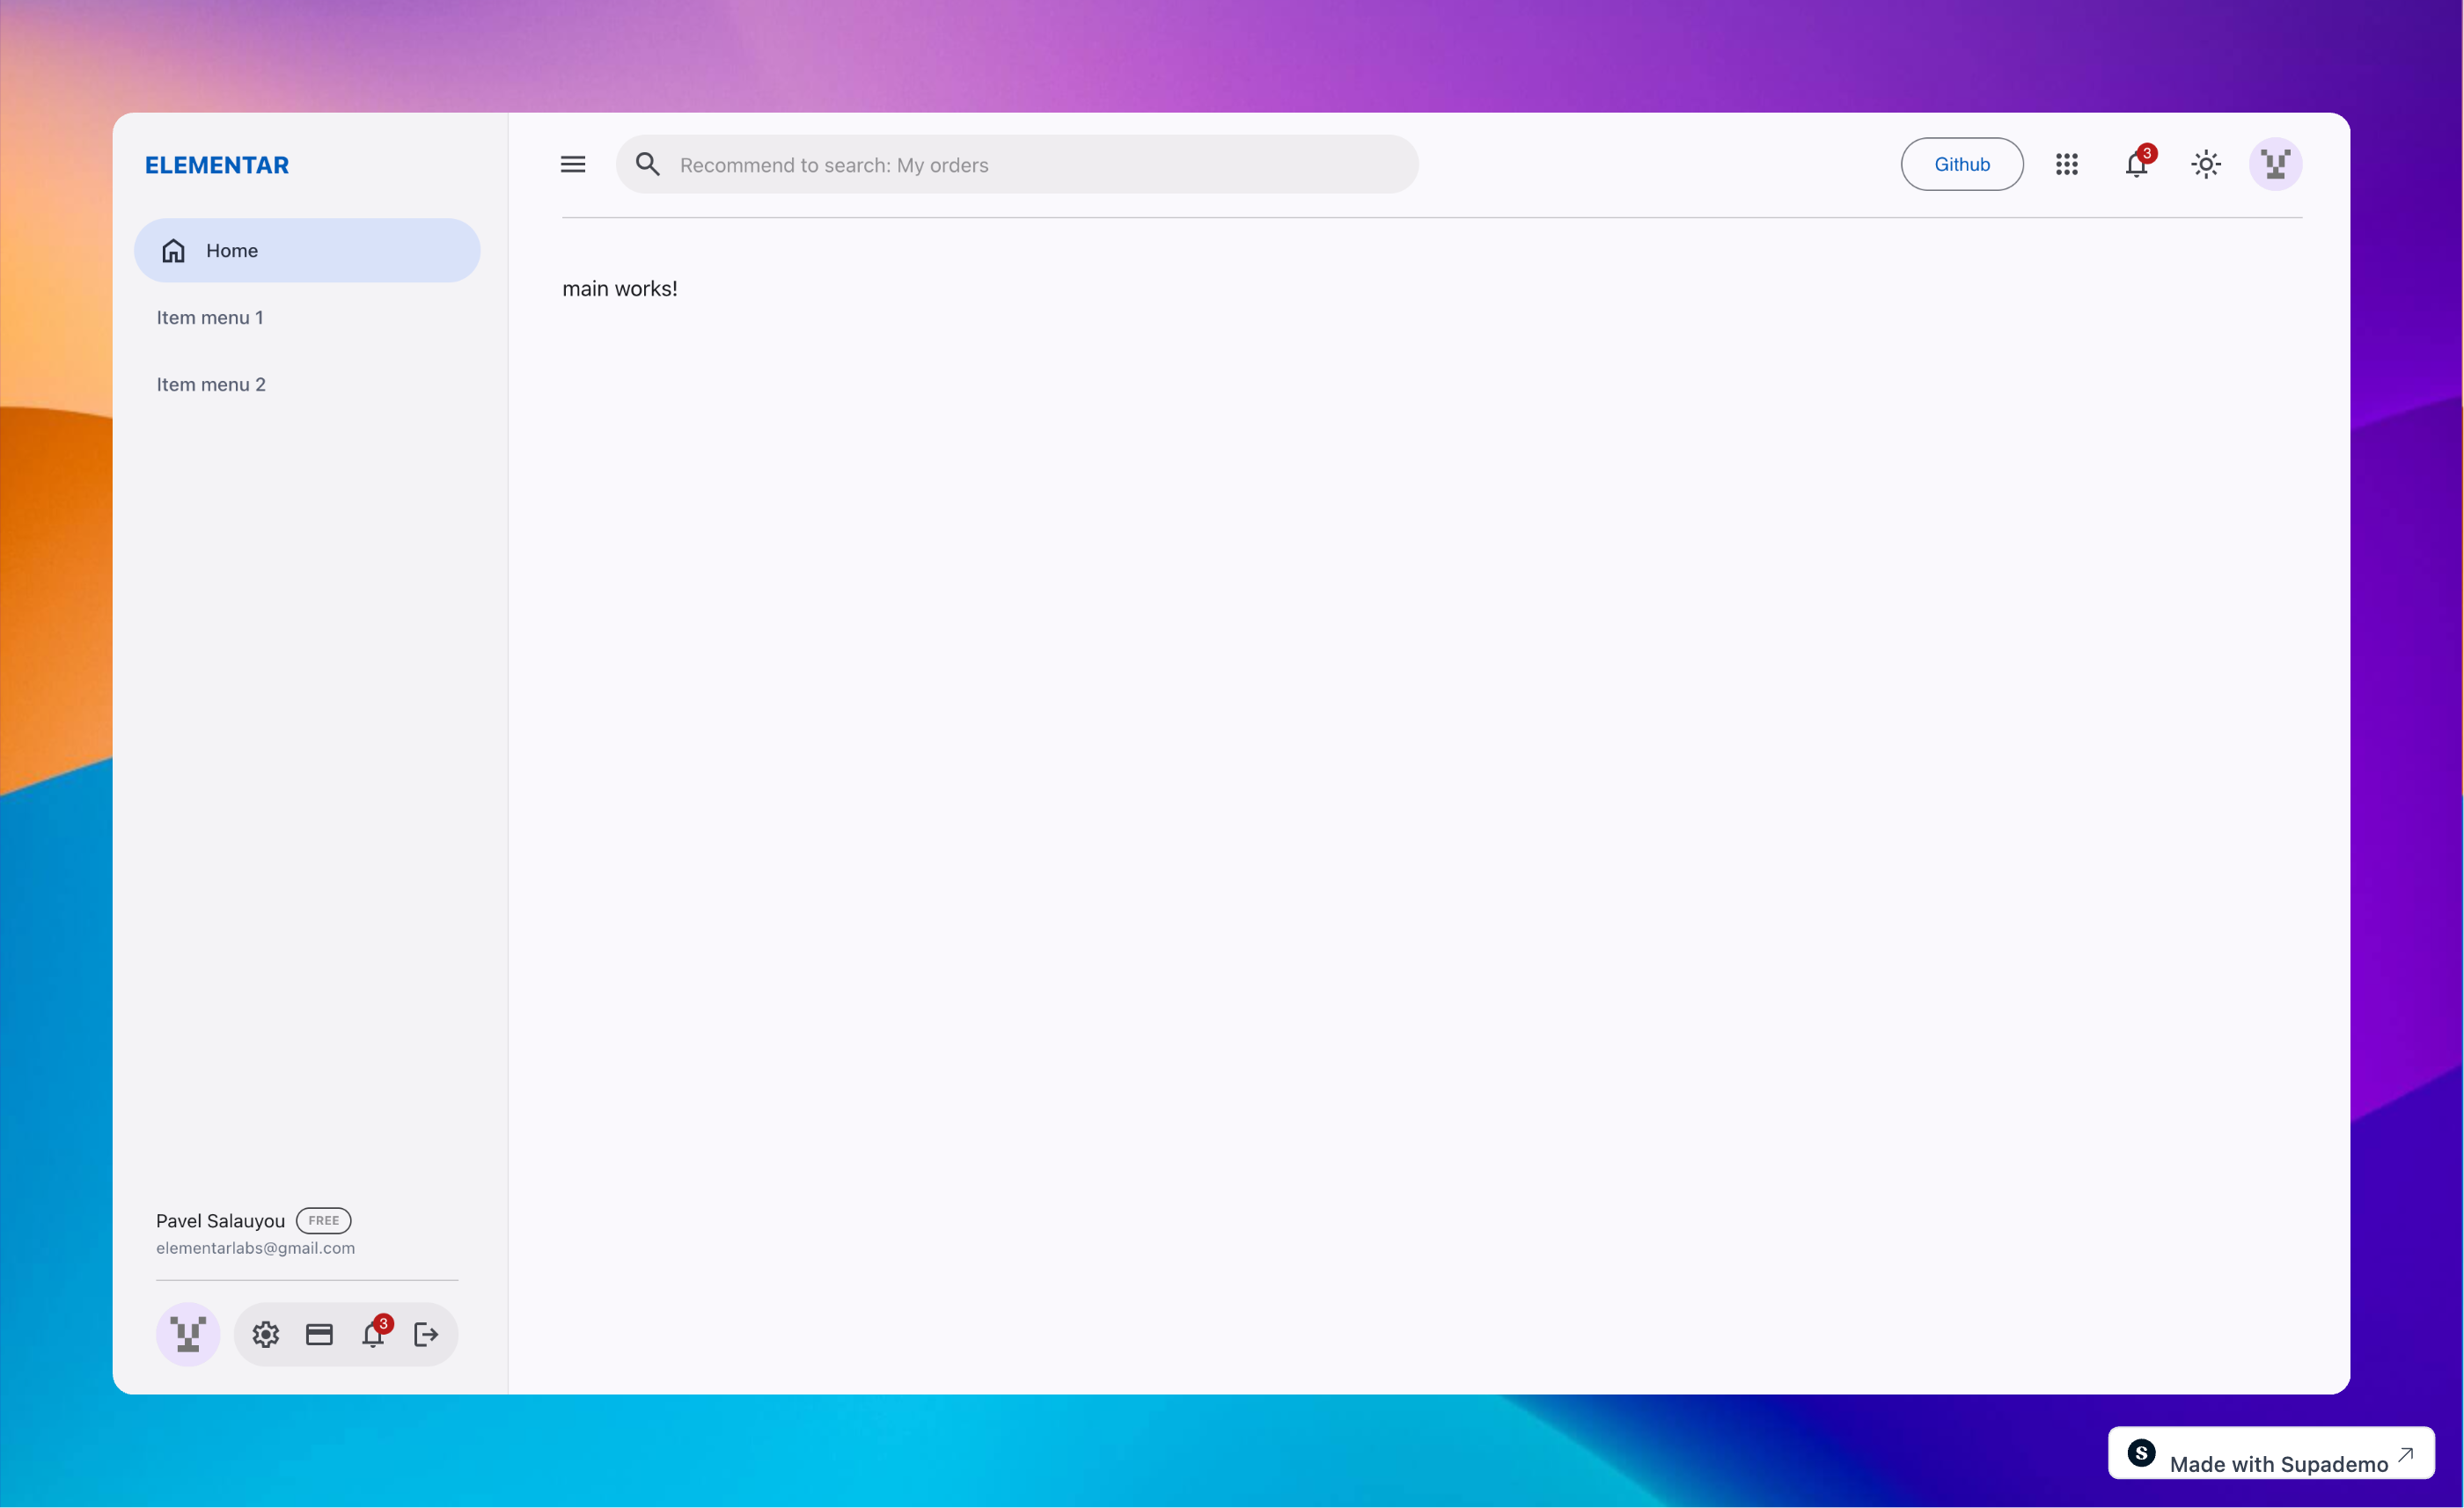 ELEMENTAR
Home
Item menu 1
Item menu 2
Pavel Salauyou FREE
elementarlabs@gmail.com
3
Recommend to search: My orders
Github
3
main works!
S Made with Supademo